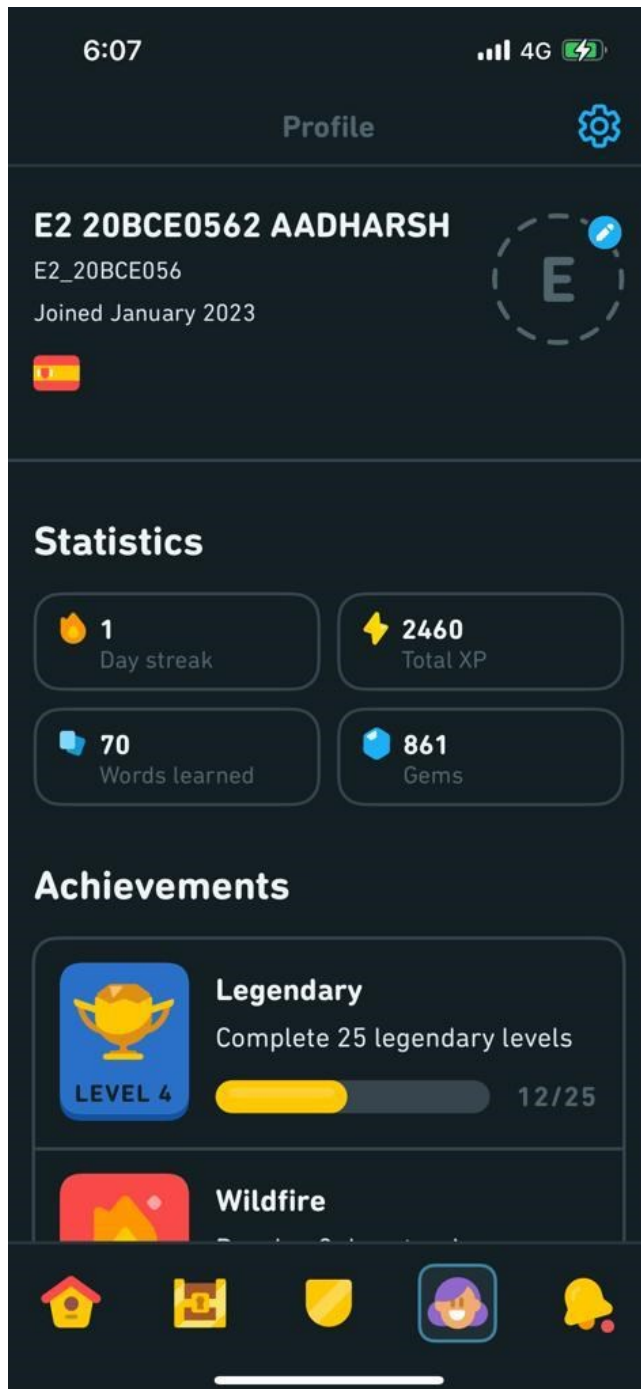 6:07 4G
Profile
E2 20BCE0562 AADHARSH
E2_20BCE056
Joined January 2023
E
Statistics
1
Day streak
2460
Total XP
70
Words learned
861
Gems
Achievements
Legendary
Complete 25 legendary levels
LEVEL 4
12/25
Wildfire